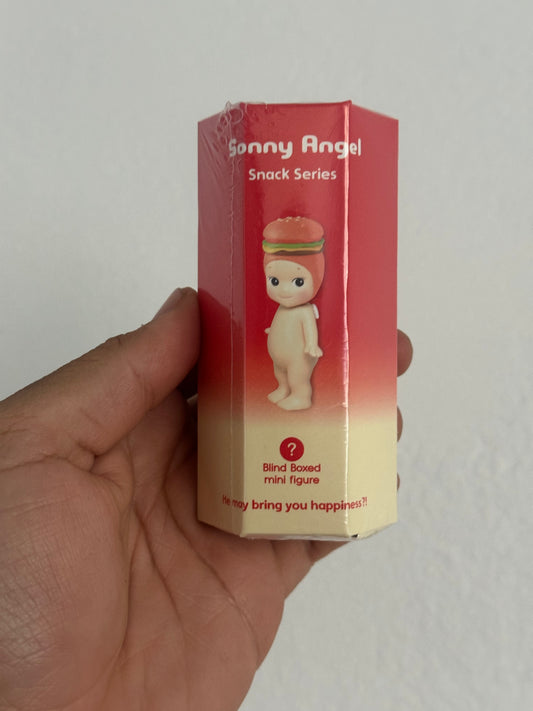 Sonny Angel
Snack Series
?
Blind Boxed
mini figure
He may bring you happiness?!